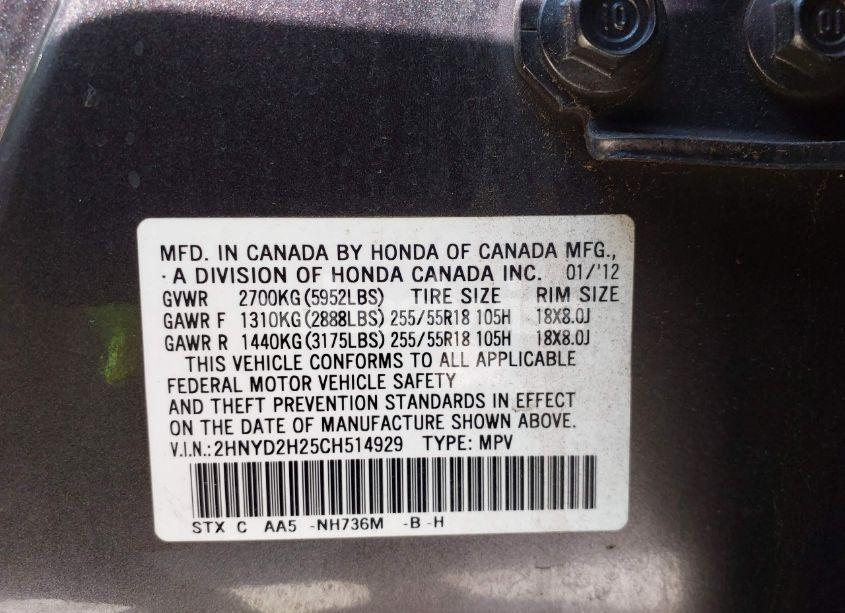 10
10
MFD. IN CANADA BY HONDA OF CANADA MFG.,
·A DIVISION OF HONDA CANADA INC. 01/'12
GVWR 2700KG(5952LBS) TIRE SIZE RIM SIZE
GAWR F 1310KG(2888LBS) 255/55R18 105H 18X8.0J
GAWR R 1440KG(3175LBS) 255/55R18 105H 18X8.0J
THIS VEHICLE CONFORMS TO ALL APPLICABLE
FEDERAL MOTOR VEHICLE SAFETY
AND THEFT PREVENTION STANDARDS IN EFFECT
ON THE DATE OF MANUFACTURE SHOWN ABOVE.
V.I.N.: 2HNYD2H25CH514929 TYPE: MPV
STX C AA5 -NH736M -B -H